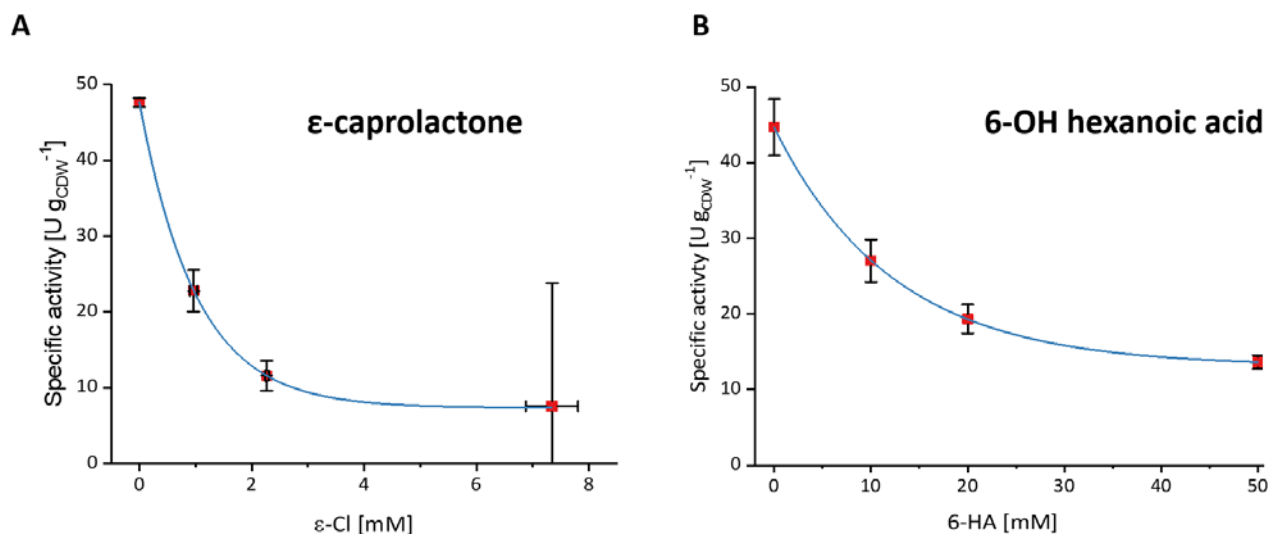 A
ε-caprolactone
Specific activity [U g_CDW⁻¹]
50
40
30
20
10
0
0
2
4
6
8
ε-Cl [mM]
B
6-OH hexanoic acid
Specific activty [U g_CDW⁻¹]
50
40
30
20
10
0
0
10
20
30
40
50
6-HA [mM]